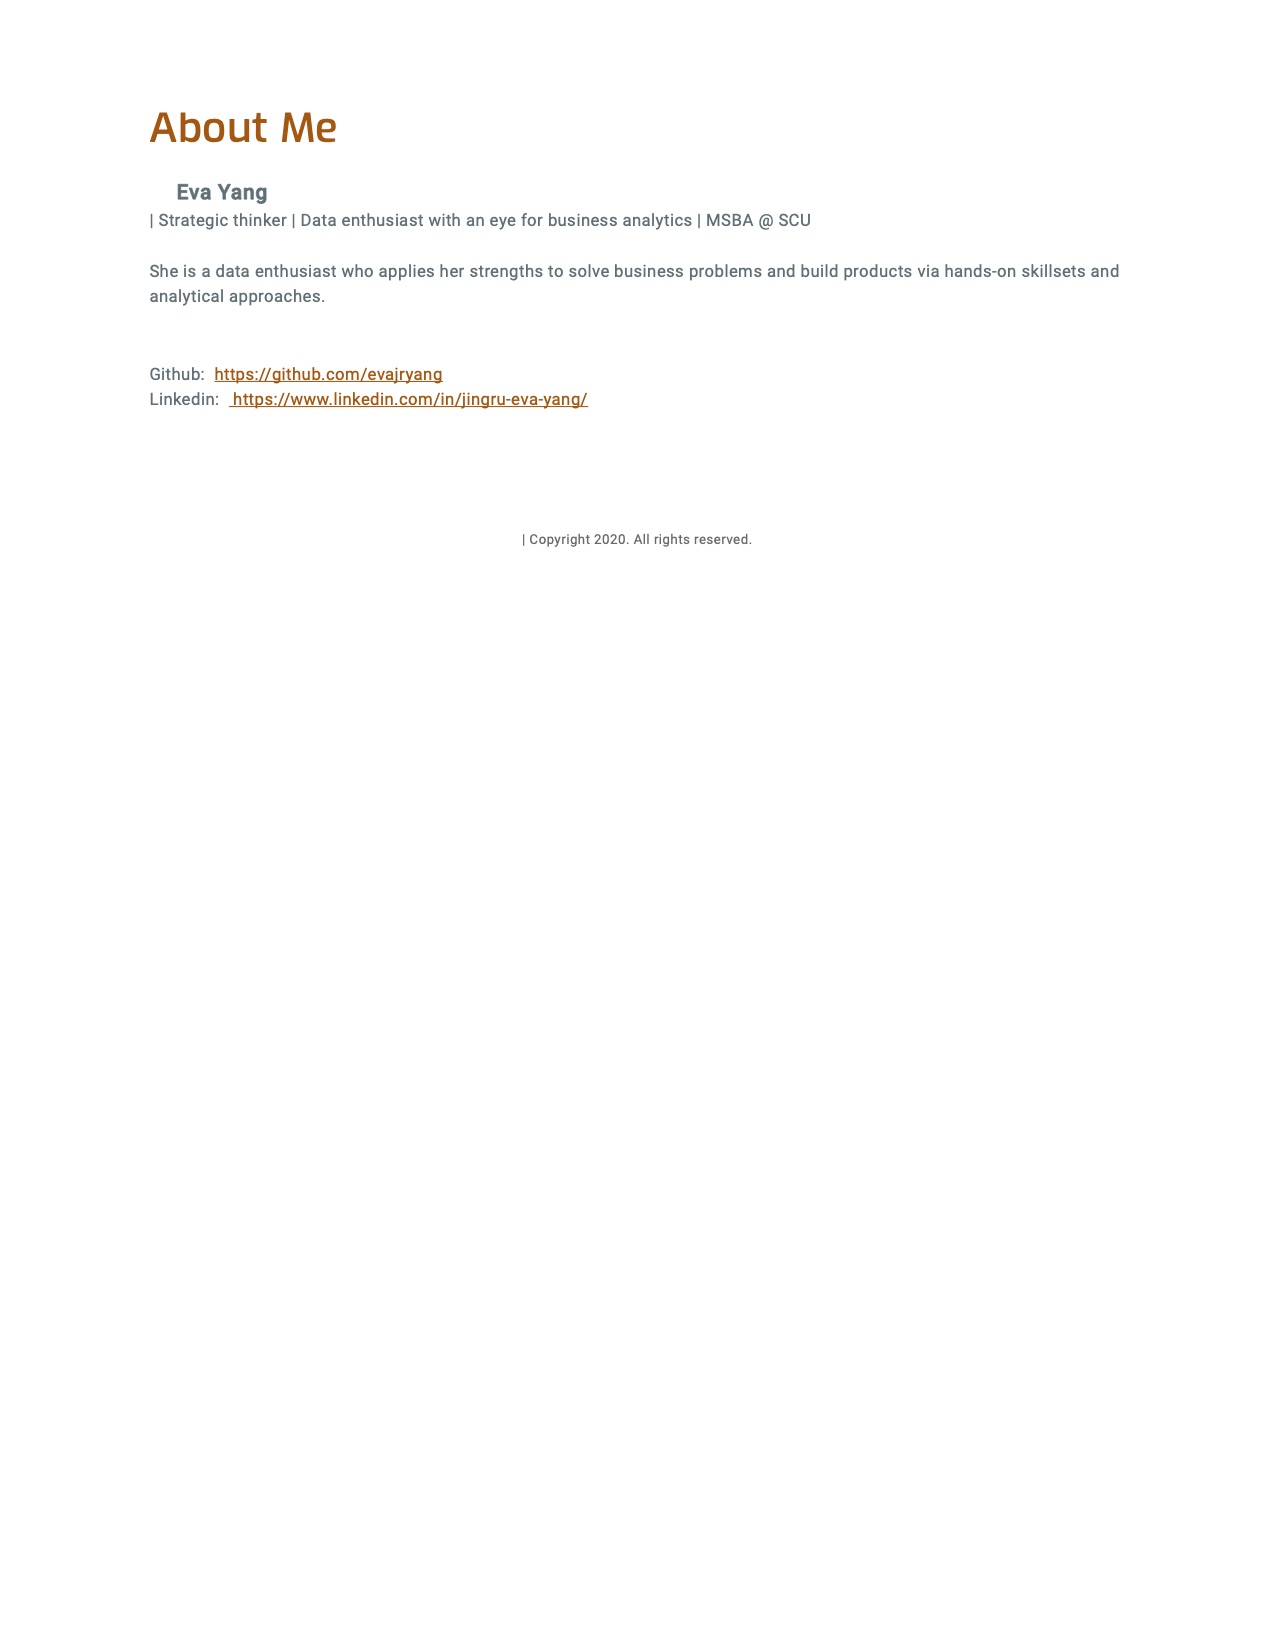 About Me
Eva Yang
| Strategic thinker | Data enthusiast with an eye for business analytics | MSBA @ SCU
She is a data enthusiast who applies her strengths to solve business problems and build products via hands-on skillsets and
analytical approaches.
Github: https://github.com/evajryang
Linkedin: https://www.linkedin.com/in/jingru-eva-yang/
| Copyright 2020. All rights reserved.